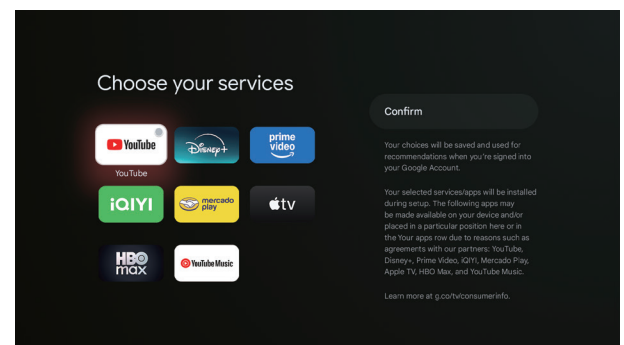 Choose your services
YouTube
Disney+
prime
video
YouTube
iQIYI
mercado
play
tv
HBO
max
YouTube Music
Confirm
Your choices will be saved and used for
recommendations when you're signed into
your Google Account.
Your selected services/apps will be installed
during setup. The following apps may
be made available on your device and/or
placed in a particular position here or in
the Your apps row due to reasons such as
agreements with our partners: YouTube,
Disney+, Prime Video, iQIYI, Mercado Play,
Apple TV, HBO Max, and YouTube Music.
Learn more at g.co/tv/consumerinfo.